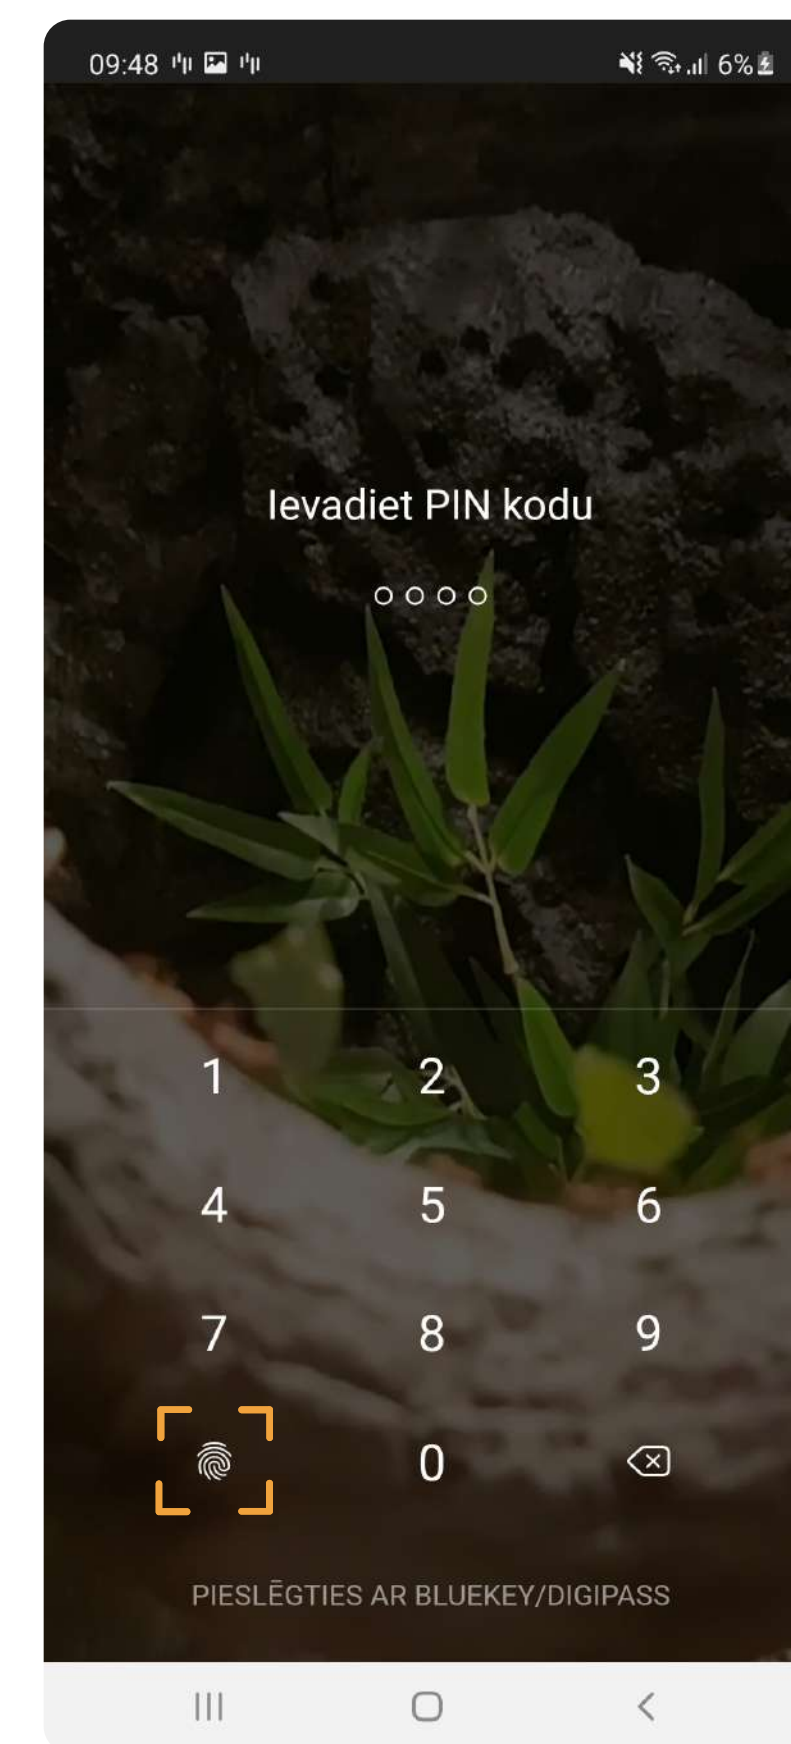 09:48 6%
Ievadiet PIN kodu
1 2 3
4 5 6
7 8 9
0
PIESLĒGTIES AR BLUEKEY/DIGIPASS